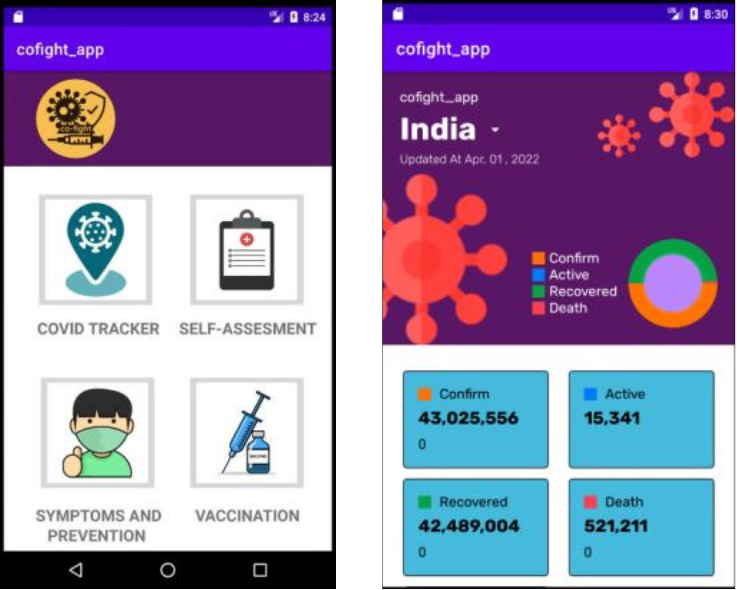 8:24
cofight_app
co-fight
COVID TRACKER
SELF-ASSESMENT
VACCINE
SYMPTOMS AND
PREVENTION
VACCINATION
8:30
cofight_app
cofight_app
India
Updated At Apr, 01 , 2022
Confirm
Active
Recovered
Death
Confirm
43,025,556
0
Active
15,341
Recovered
42,489,004
0
Death
521,211
0